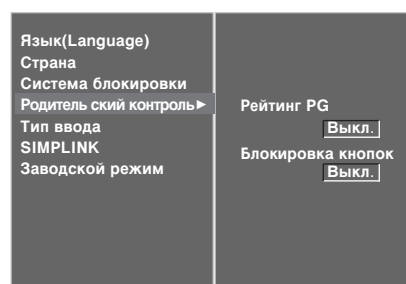 Язык(Language)
Страна
Система блокировки
Родитель ский контроль►
Тип ввода
SIMPLINK
Заводской режим
Рейтинг PG
Выкл.
Блокировка кнопок
Выкл.